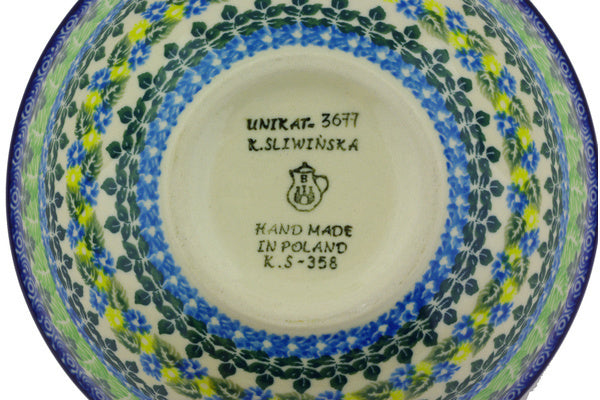 UNIKAT- 3677
K.SLIWIŃSKA
B
HAND MADE
IN POLAND
K.S-358